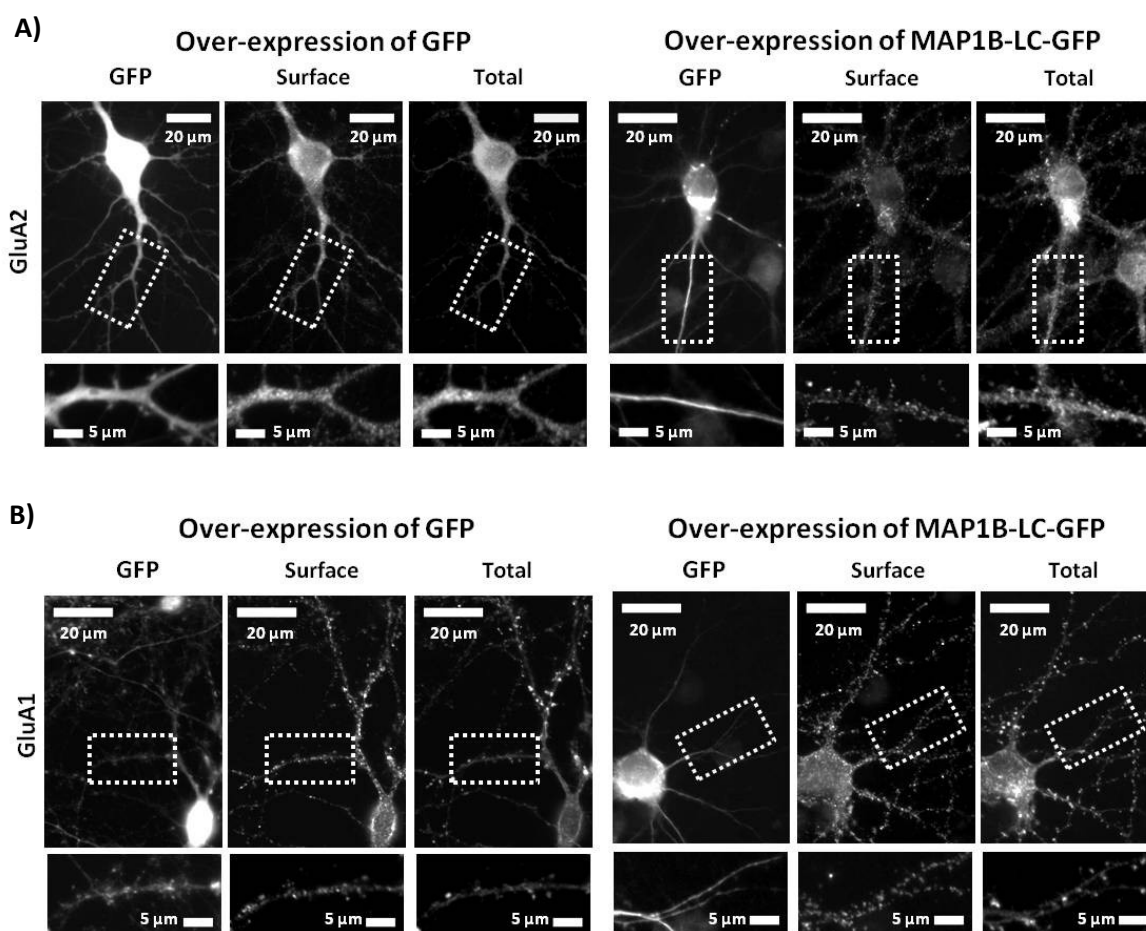 A)
Over-expression of GFP
Over-expression of MAP1B-LC-GFP
GFP Surface Total GFP Surface Total
GluA2
20 µm 20 µm 20 µm 20 µm 20 µm 20 µm
5 µm 5 µm 5 µm 5 µm 5 µm 5 µm
B)
Over-expression of GFP
Over-expression of MAP1B-LC-GFP
GFP Surface Total GFP Surface Total
GluA1
20 µm 20 µm 20 µm 20 µm 20 µm 20 µm
5 µm 5 µm 5 µm 5 µm 5 µm 5 µm